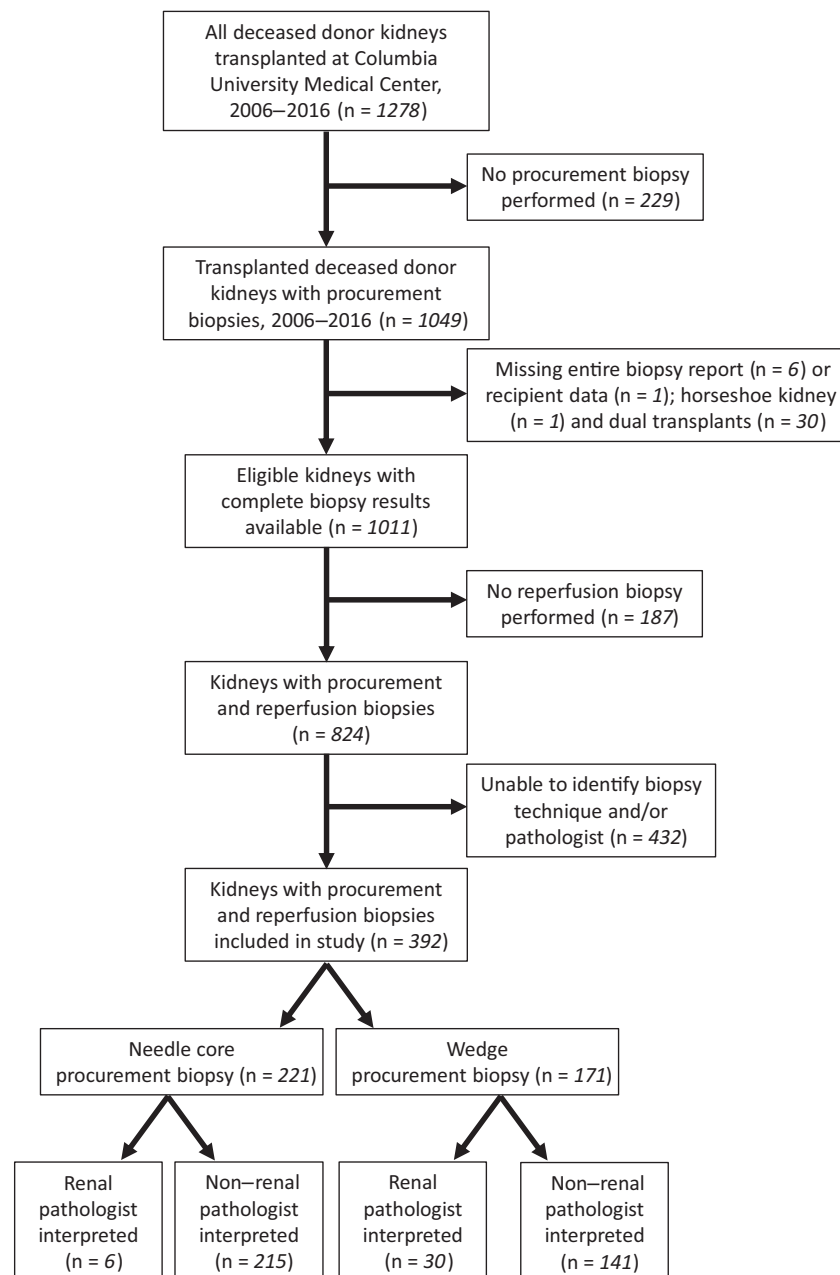 All deceased donor kidneys
transplanted at Columbia
University Medical Center,
2006–2016 (n = 1278)
No procurement biopsy
performed (n = 229)
Transplanted deceased donor
kidneys with procurement
biopsies, 2006–2016 (n = 1049)
Missing entire biopsy report (n = 6) or
recipient data (n = 1); horseshoe kidney
(n = 1) and dual transplants (n = 30)
Eligible kidneys with
complete biopsy results
available (n = 1011)
No reperfusion biopsy
performed (n = 187)
Kidneys with procurement
and reperfusion biopsies
(n = 824)
Unable to identify biopsy
technique and/or
pathologist (n = 432)
Kidneys with procurement
and reperfusion biopsies
included in study (n = 392)
Needle core
procurement biopsy (n = 221)
Wedge
procurement biopsy (n = 171)
Renal
pathologist
interpreted
(n = 6)
Non–renal
pathologist
interpreted
(n = 215)
Renal
pathologist
interpreted
(n = 30)
Non–renal
pathologist
interpreted
(n = 141)